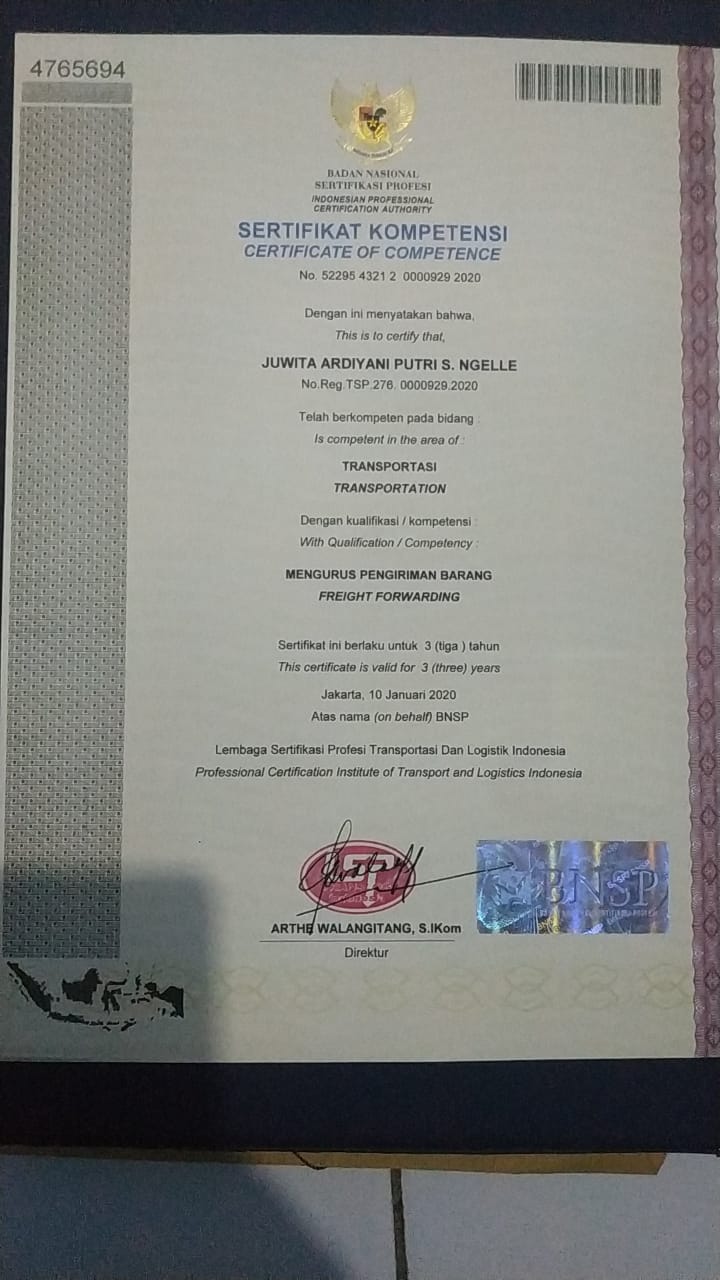 4765694
BADAN NASIONAL
SERTIFIKASI PROFESI
INDONESIAN PROFESSIONAL
CERTIFICATION AUTHORITY
SERTIFIKAT KOMPETENSI
CERTIFICATE OF COMPETENCE
No. 52295 4321 2 0000929 2020
Dengan ini menyatakan bahwa,
This is to certify that,
JUWITA ARDIYANI PUTRI S. NGELLE
No.Reg.TSP.276. 0000929.2020
Telah berkompeten pada bidang :
Is competent in the area of :
TRANSPORTASI
TRANSPORTATION
Dengan kualifikasi / kompetensi :
With Qualification / Competency :
MENGURUS PENGIRIMAN BARANG
FREIGHT FORWARDING
Sertifikat ini berlaku untuk 3 (tiga ) tahun
This certificate is valid for 3 (three) years
Jakarta, 10 Januari 2020
Atas nama (on behalf) BNSP
Lembaga Sertifikasi Profesi Transportasi Dan Logistik Indonesia
Professional Certification Institute of Transport and Logistics Indonesia
BNSP
ARTHE WALANGITANG, S.IKom
Direktur